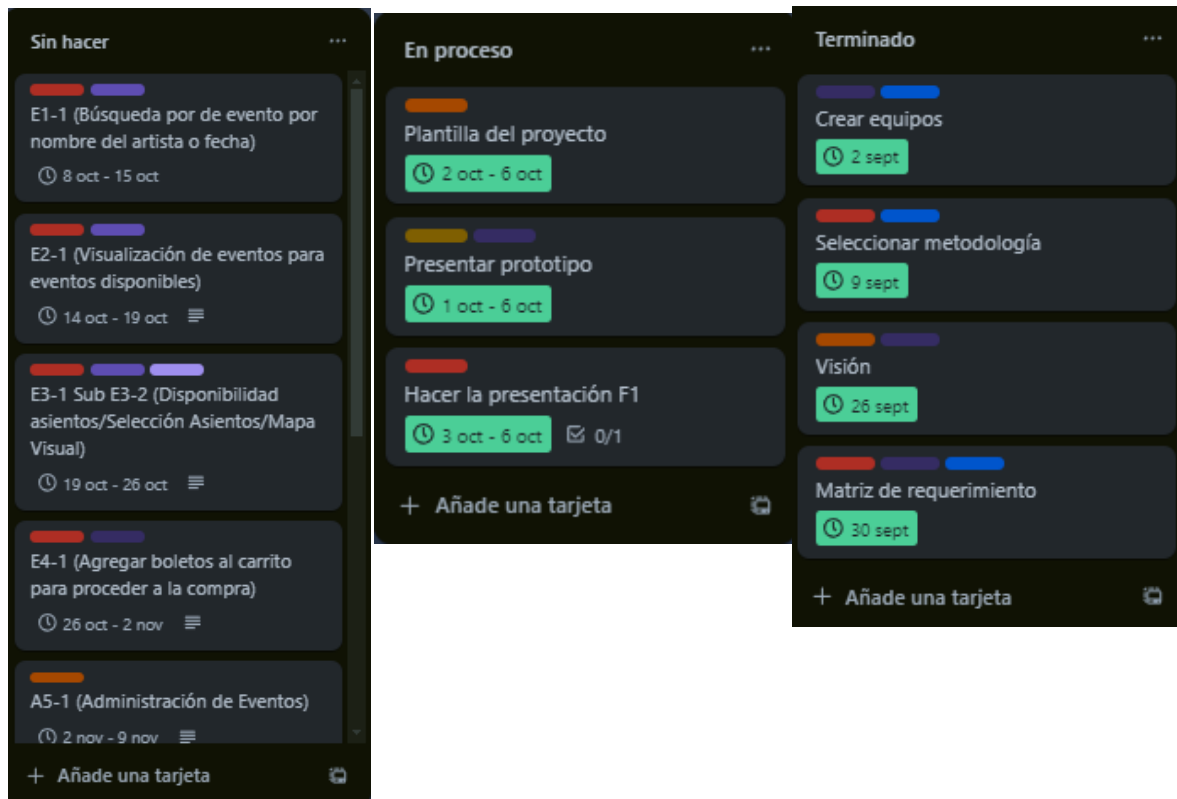 Sin hacer
E1-1 (Búsqueda por de evento por
nombre del artista o fecha)
8 oct - 15 oct
E2-1 (Visualización de eventos para
eventos disponibles)
14 oct - 19 oct
E3-1 Sub E3-2 (Disponibilidad
asientos/Selección Asientos/Mapa
Visual)
19 oct - 26 oct
E4-1 (Agregar boletos al carrito
para proceder a la compra)
26 oct - 2 nov
A5-1 (Administración de Eventos)
2 nov - 9 nov
+ Añade una tarjeta
En proceso
Plantilla del proyecto
2 oct - 6 oct
Presentar prototipo
1 oct - 6 oct
Hacer la presentación F1
3 oct - 6 oct 0/1
+ Añade una tarjeta
Terminado
Crear equipos
2 sept
Seleccionar metodología
9 sept
Visión
26 sept
Matriz de requerimiento
30 sept
+ Añade una tarjeta